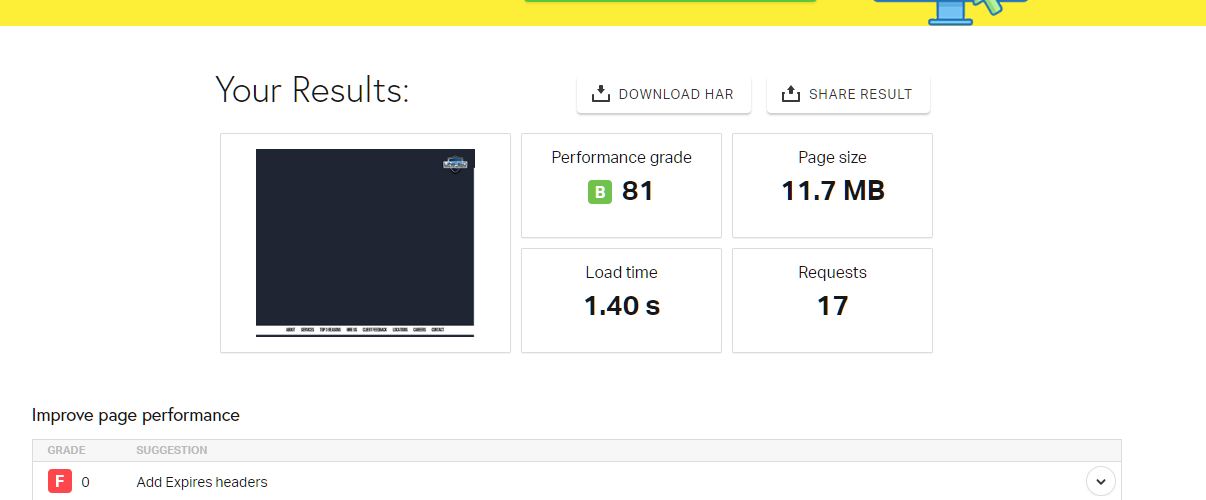 Your Results:
DOWNLOAD HAR
SHARE RESULT
Performance grade
B 81
Page size
11.7 MB
Load time
1.40 s
Requests
17
ABOUT SERVICES TOP 5 REASONS HIRE US CLIENT FEEDBACK LOCATIONS CAREERS CONTACT
Improve page performance
GRADE SUGGESTION
F 0 Add Expires headers